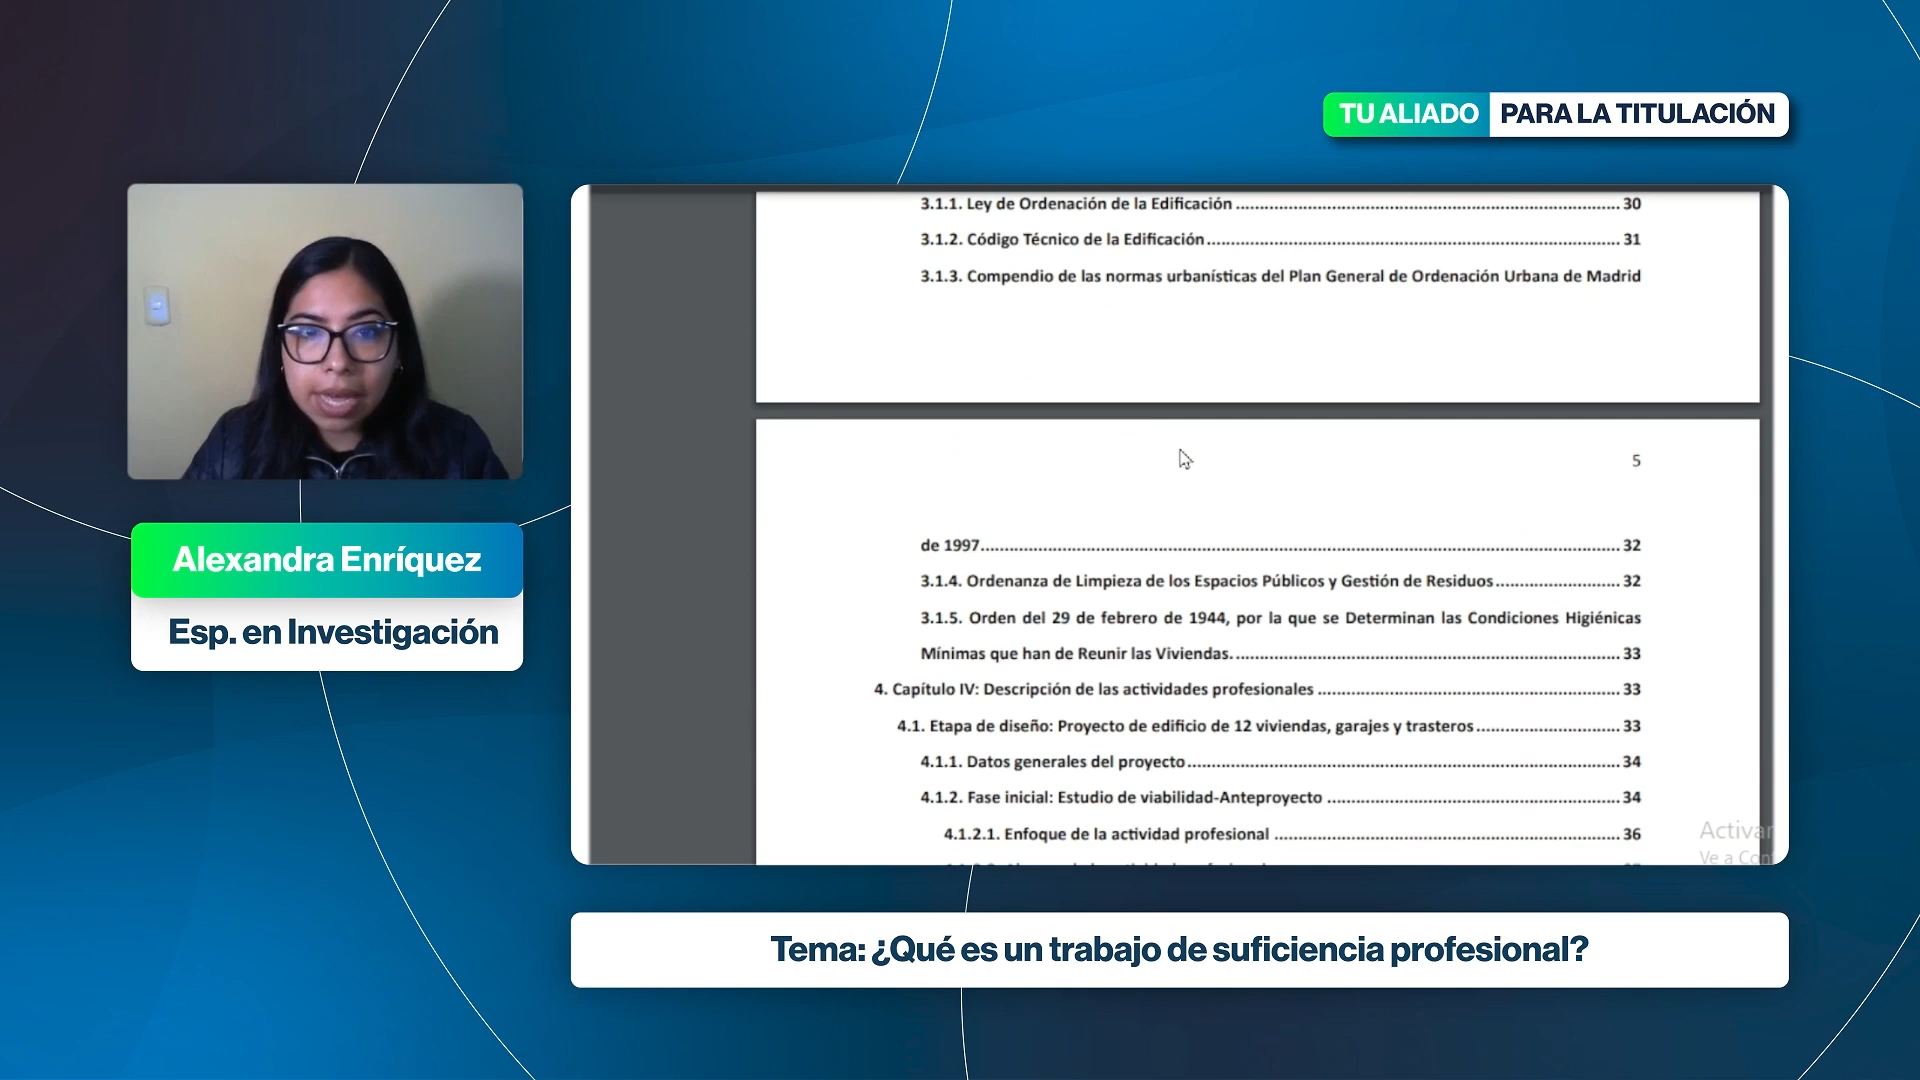 TU ALIADO PARA LA TITULACIÓN
3.1.1. Ley de Ordenación de la Edificación ........ 30
3.1.2. Código Técnico de la Edificación ........ 31
3.1.3. Compendio de las normas urbanísticas del Plan General de Ordenación Urbana de Madrid
5
de 1997 ........ 32
3.1.4. Ordenanza de Limpieza de los Espacios Públicos y Gestión de Residuos ........ 32
3.1.5. Orden del 29 de febrero de 1944, por la que se Determinan las Condiciones Higiénicas
Mínimas que han de Reunir las Viviendas. ........ 33
4. Capítulo IV: Descripción de las actividades profesionales ........ 33
4.1. Etapa de diseño: Proyecto de edificio de 12 viviendas, garajes y trasteros ........ 33
4.1.1. Datos generales del proyecto ........ 34
4.1.2. Fase inicial: Estudio de viabilidad-Anteproyecto ........ 34
4.1.2.1. Enfoque de la actividad profesional ........ 36
Activar
Ve a Con
Alexandra Enríquez
Esp. en Investigación
Tema: ¿Qué es un trabajo de suficiencia profesional?